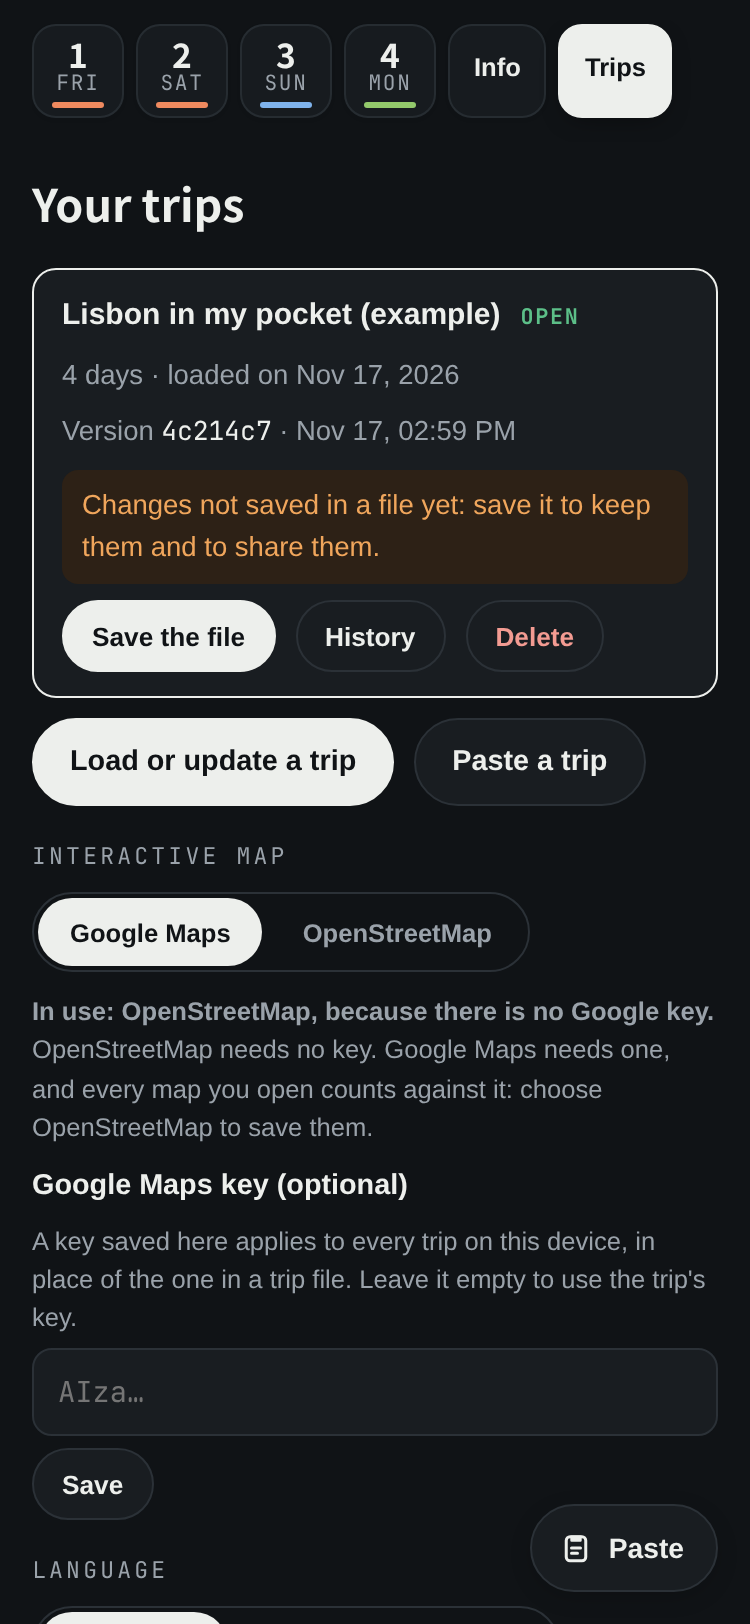 1
FRI
2
SAT
3
SUN
4
MON
Info
Trips
Your trips
Lisbon in my pocket (example) OPEN
4 days · loaded on Nov 17, 2026
Version 4c214c7 · Nov 17, 02:59 PM
Changes not saved in a file yet: save it to keep
them and to share them.
Save the file
History
Delete
Load or update a trip
Paste a trip
INTERACTIVE MAP
Google Maps
OpenStreetMap
In use: OpenStreetMap, because there is no Google key.
OpenStreetMap needs no key. Google Maps needs one,
and every map you open counts against it: choose
OpenStreetMap to save them.
Google Maps key (optional)
A key saved here applies to every trip on this device, in
place of the one in a trip file. Leave it empty to use the trip's
key.
AIza…
Save
Paste
LANGUAGE